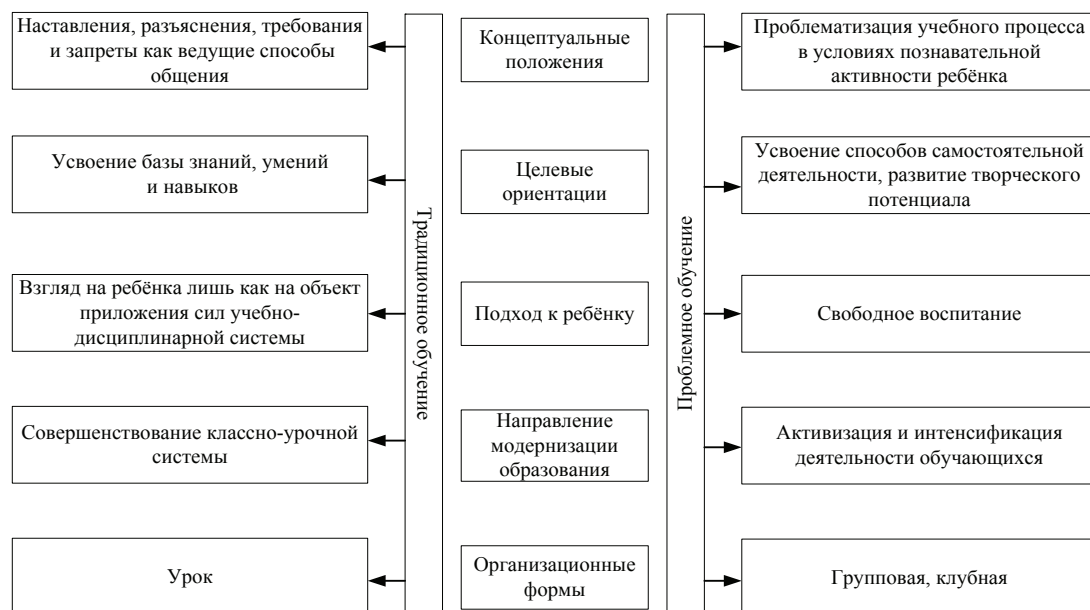 Наставления, разъяснения, требования
и запреты как ведущие способы
общения
Концептуальные
положения
Проблематизация учебного процесса
в условиях познавательной
активности ребёнка
Усвоение базы знаний, умений
и навыков
Целевые
ориентации
Усвоение способов самостоятельной
деятельности, развитие творческого
потенциала
Традиционное обучение
Проблемное обучение
Взгляд на ребёнка лишь как на объект
приложения сил учебно-
дисциплинарной системы
Подход к ребёнку
Свободное воспитание
Совершенствование классно-урочной
системы
Направление
модернизации
образования
Активизация и интенсификация
деятельности обучающихся
Урок
Организационные
формы
Групповая, клубная